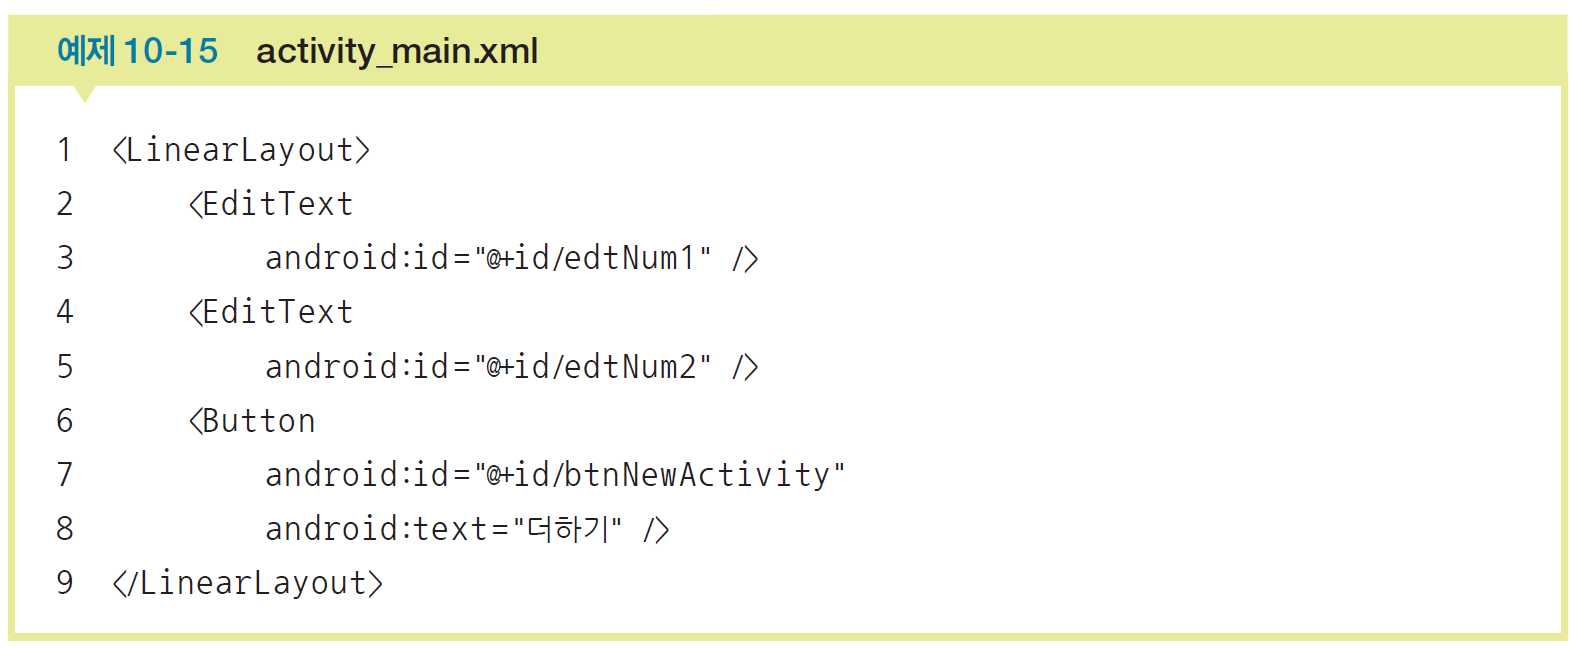 예제 10-15 activity_main.xml
1 <LinearLayout>
2 <EditText
3 android:id="@+id/edtNum1" />
4 <EditText
5 android:id="@+id/edtNum2" />
6 <Button
7 android:id="@+id/btnNewActivity"
8 android:text="더하기" />
9 </LinearLayout>